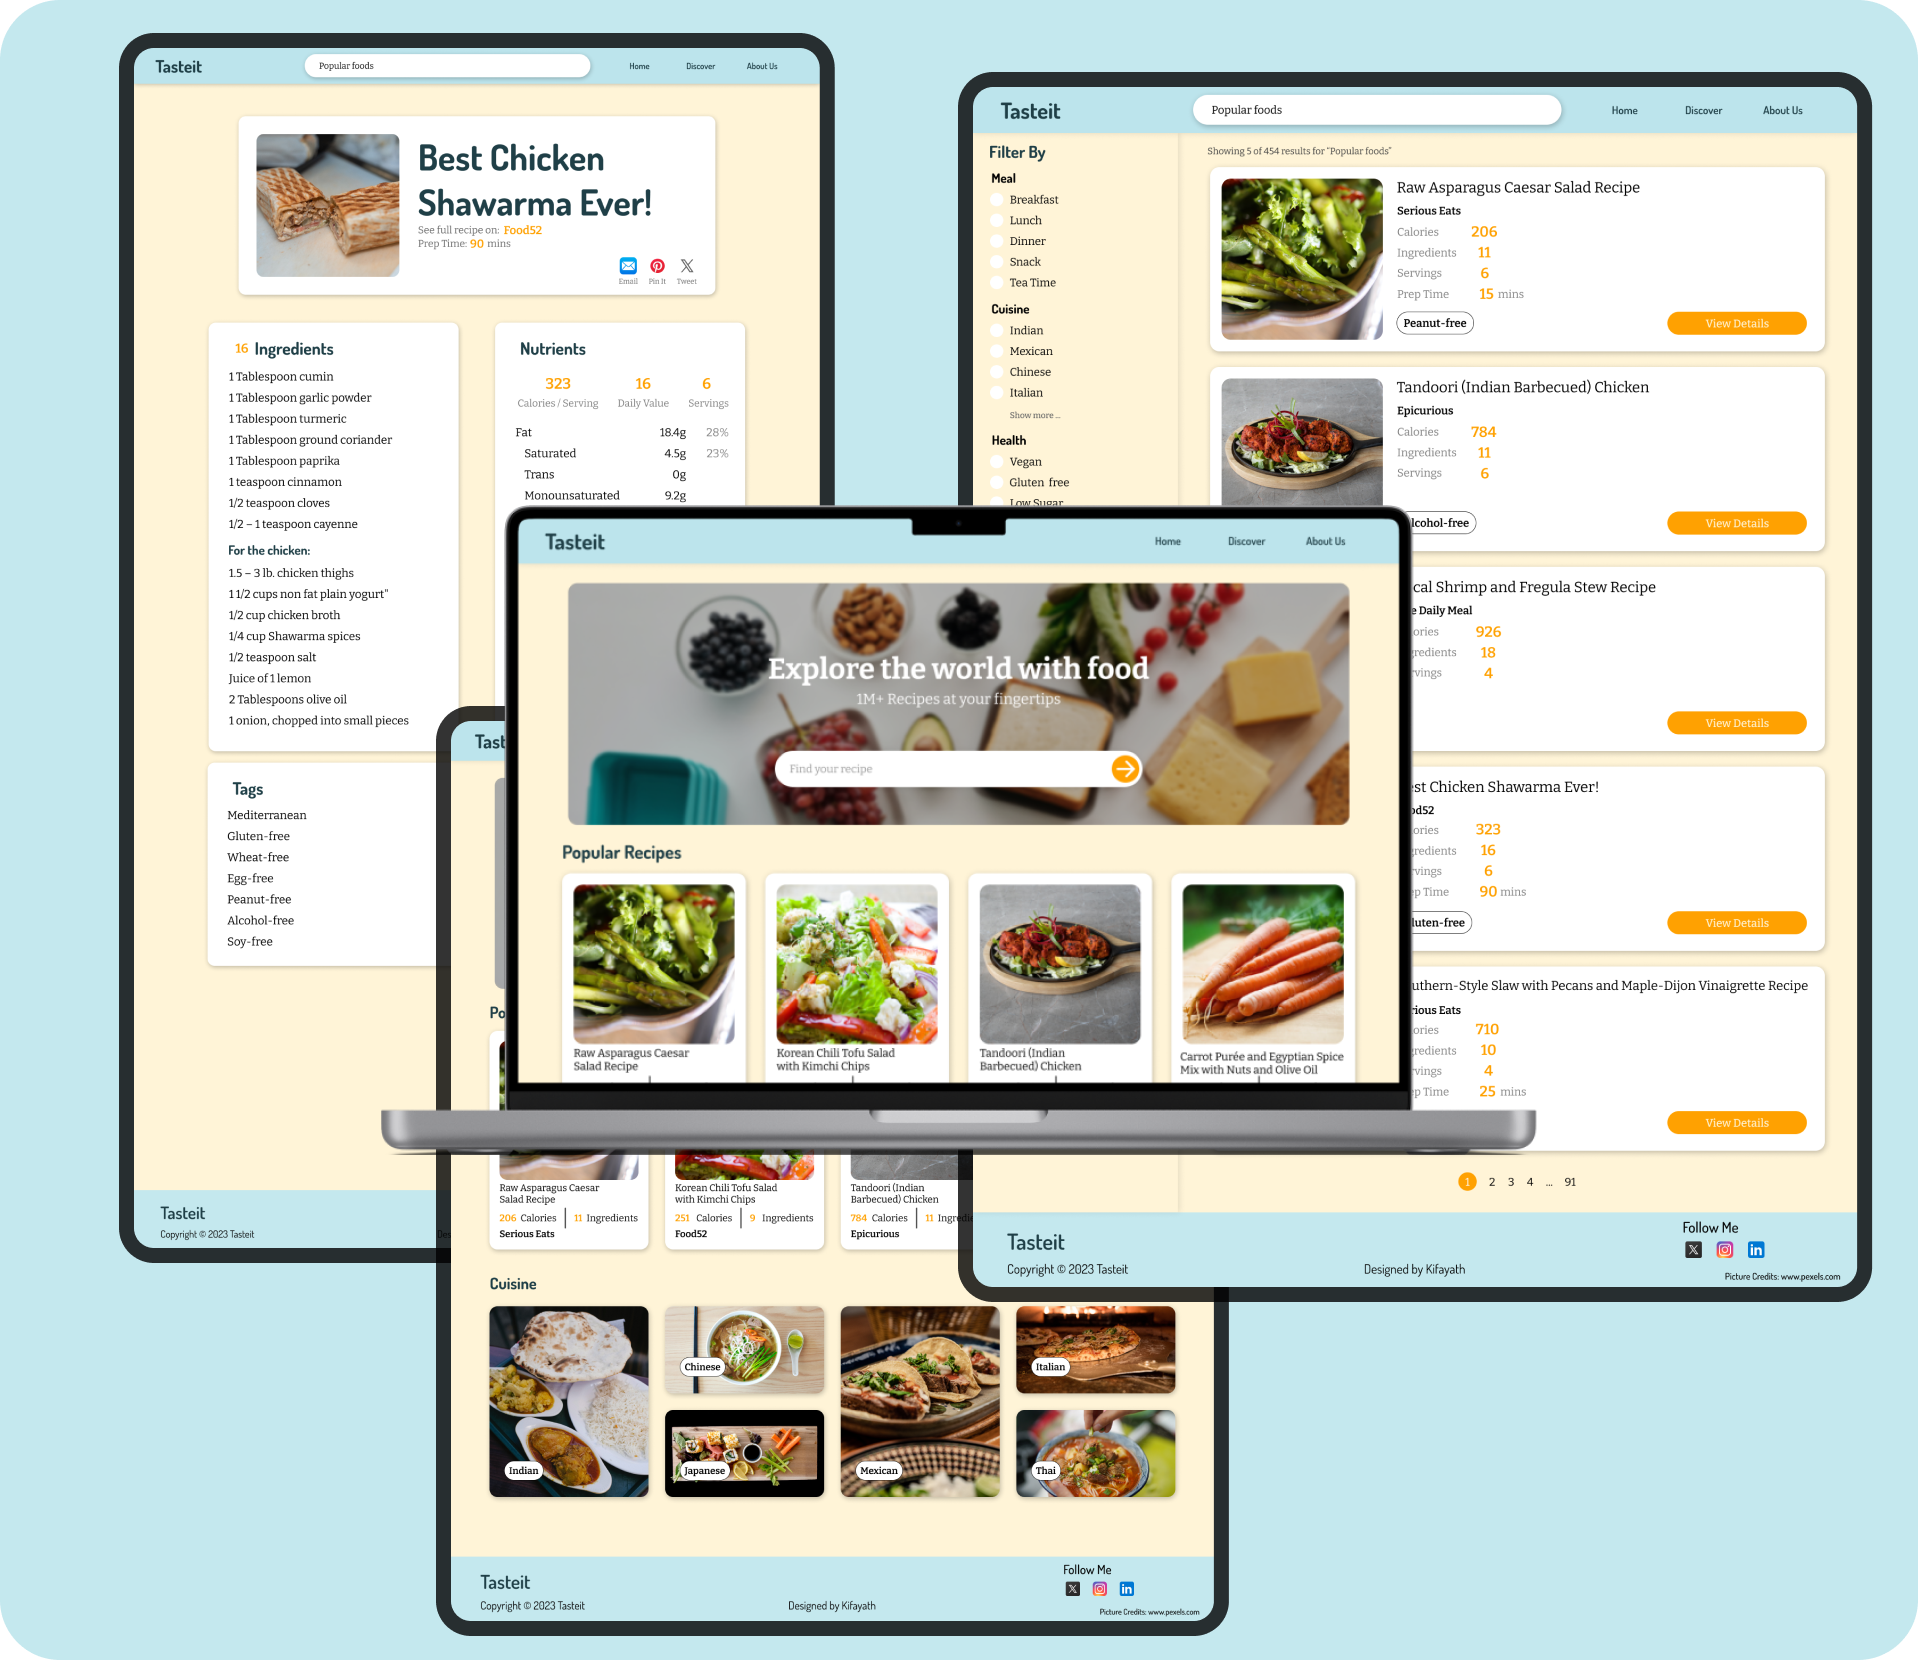 Tasteit
Popular foods
Home
Discover
About Us
Best Chicken
Shawarma Ever!
See full recipe on: Food52
Prep Time: 90 mins
Email
Pin It
Tweet
16 Ingredients
1 Tablespoon cumin
1 Tablespoon garlic powder
1 Tablespoon turmeric
1 Tablespoon ground coriander
1 Tablespoon paprika
1 teaspoon cinnamon
1/2 teaspoon cloves
1/2 – 1 teaspoon cayenne
For the chicken:
1.5 – 3 lb. chicken thighs
1 1/2 cups non fat plain yogurt"
1/2 cup chicken broth
1/4 cup Shawarma spices
1/2 teaspoon salt
Juice of 1 lemon
2 Tablespoons olive oil
1 onion, chopped into small pieces
Nutrients
323
16
6
Calories / Serving
Daily Value
Servings
Fat 18.4g 28%
Saturated 4.5g 23%
Trans 0g
Monounsaturated 9.2g
Tags
Mediterranean
Gluten-free
Wheat-free
Egg-free
Peanut-free
Alcohol-free
Soy-free
Tasteit
Copyright © 2023 Tasteit
Des
Tasteit
Popular foods
Home
Discover
About Us
Filter By
Meal
Breakfast
Lunch
Dinner
Snack
Tea Time
Cuisine
Indian
Mexican
Chinese
Italian
Show more ...
Health
Vegan
Gluten free
Low Sugar
Showing 5 of 454 results for "Popular foods"
Raw Asparagus Caesar Salad Recipe
Serious Eats
Calories 206
Ingredients 11
Servings 6
Prep Time 15 mins
Peanut-free
View Details
Tandoori (Indian Barbecued) Chicken
Epicurious
Calories 784
Ingredients 11
Servings 6
lcohol-free
View Details
cal Shrimp and Fregula Stew Recipe
e Daily Meal
ories 926
gredients 18
vings 4
View Details
est Chicken Shawarma Ever!
od52
ories 323
gredients 16
vings 6
ep Time 90 mins
luten-free
View Details
uthern-Style Slaw with Pecans and Maple-Dijon Vinaigrette Recipe
rious Eats
ories 710
gredients 10
vings 4
ep Time 25 mins
View Details
1 2 3 4 ... 91
Tasteit
Copyright © 2023 Tasteit
Designed by Kifayath
Follow Me
Picture Credits: www.pexels.com
Tasteit
Home
Discover
About Us
Explore the world with food
1M+ Recipes at your fingertips
Find your recipe
Popular Recipes
Raw Asparagus Caesar
Salad Recipe
Korean Chili Tofu Salad
with Kimchi Chips
Tandoori (Indian
Barbecued) Chicken
Carrot Purée and Egyptian Spice
Mix with Nuts and Olive Oil
Tast
Po
Raw Asparagus Caesar
Salad Recipe
206 Calories
11 Ingredients
Serious Eats
Korean Chili Tofu Salad
with Kimchi Chips
251 Calories
9 Ingredients
Food52
Tandoori (Indian
Barbecued) Chicken
784 Calories
11 Ingredi
Epicurious
Cuisine
Indian
Chinese
Japanese
Mexican
Italian
Thai
Tasteit
Copyright © 2023 Tasteit
Designed by Kifayath
Follow Me
Picture Credits: www.pexels.com